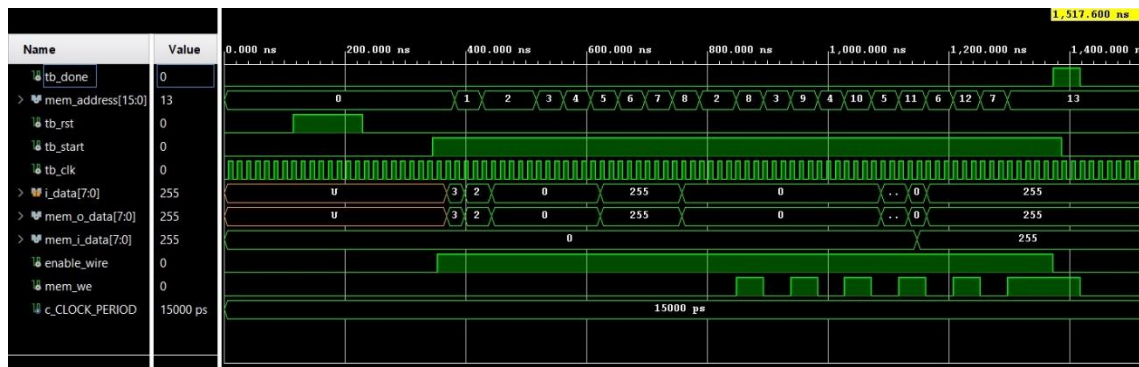 1,517.600 ns
Name Value 0.000 ns 200.000 ns 400.000 ns 600.000 ns 800.000 ns 1,000.000 ns 1,200.000 ns 1,400.000
tb_done 0
mem_address[15:0] 13 0 1 2 3 4 5 6 7 8 2 8 3 9 4 10 5 11 6 12 7 13
tb_rst 0
tb_start 0
tb_clk 0
i_data[7:0] 255 U 3 2 0 255 0 .. 0 255
mem_o_data[7:0] 255 U 3 2 0 255 0 .. 0 255
mem_i_data[7:0] 255 0 255
enable_wire 0
mem_we 0
c_CLOCK_PERIOD 15000 ps 15000 ps